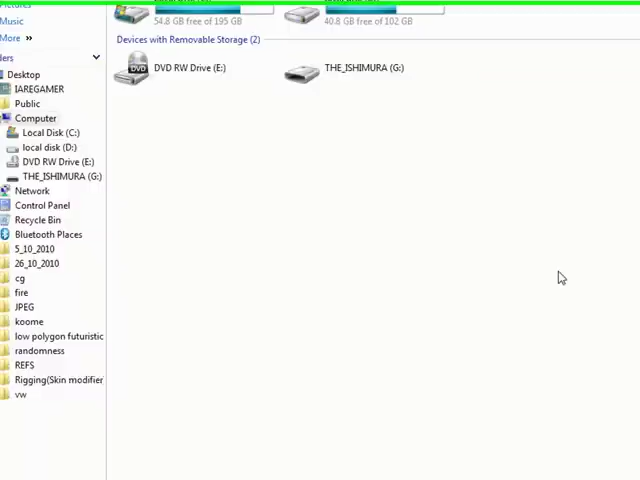 Pictures
Music
More »
ders
Desktop
IAREGAMER
Public
Computer
Local Disk (C:)
local disk (D:)
DVD RW Drive (E:)
THE_ISHIMURA (G:)
Network
Control Panel
Recycle Bin
Bluetooth Places
5_10_2010
26_10_2010
cg
fire
JPEG
koome
low polygon futuristic
randomness
REFS
Rigging(Skin modifier
vw
54.8 GB free of 195 GB
40.8 GB free of 102 GB
Devices with Removable Storage (2)
DVD RW Drive (E:)
THE_ISHIMURA (G:)